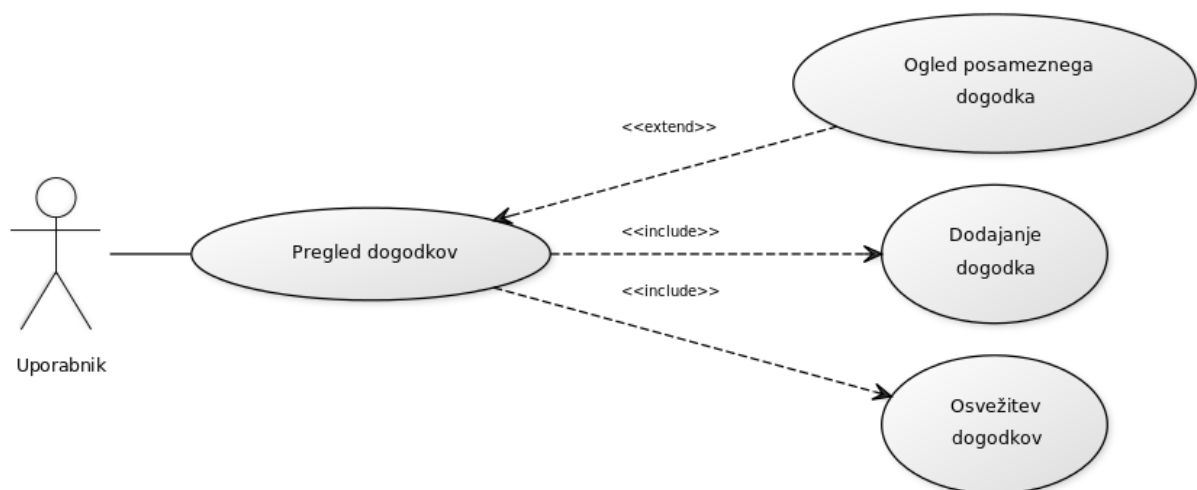 Ogled posameznega
dogodka
<<extend>>
Pregled dogodkov
<<include>>
Dodajanje
dogodka
<<include>>
Uporabnik
Osvežitev
dogodkov